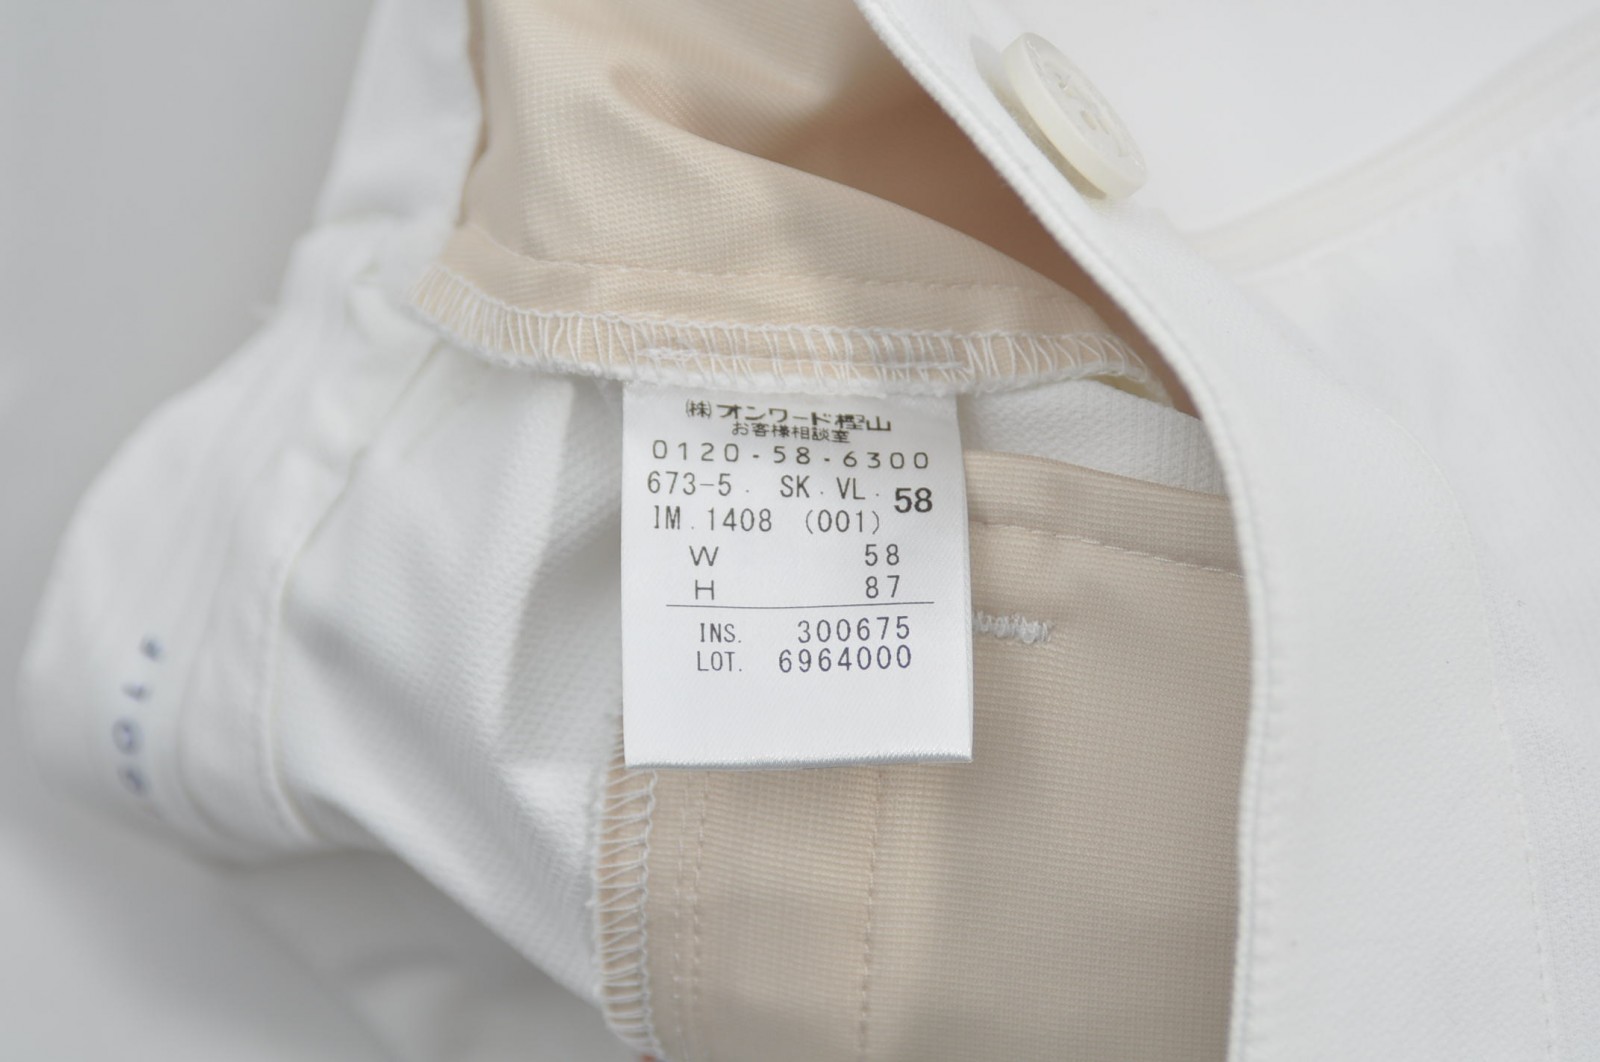 ㈱オンワード樫山
お客様相談室
0120-58-6300
673-5. SK.VL. 58
IM.1408 (001)
W 58
H 87
INS. 300675
LOT. 6964000